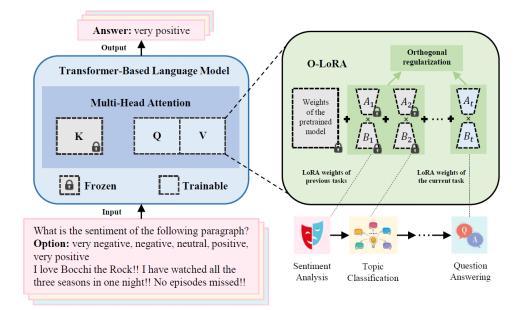 Answer: very positive
Output
Transformer-Based Language Model
Multi-Head Attention
K
Q
V
Frozen
Trainable
Input
What is the sentiment of the following paragraph?
Option: very negative, negative, neutral, positive,
very positive
I love Bocchi the Rock!! I have watched all the
three seasons in one night!! No episodes missed!!
O-LoRA
Orthogonal
regularization
Weights
of the
pretrained
model
+
A1
×
B1
+
A2
×
B2
+ ··· +
At
×
Bt
LoRA weights of
previous tasks
LoRA weights of
the current task
Sentiment
Analysis
Topic
Classification
Q
A
Question
Answering